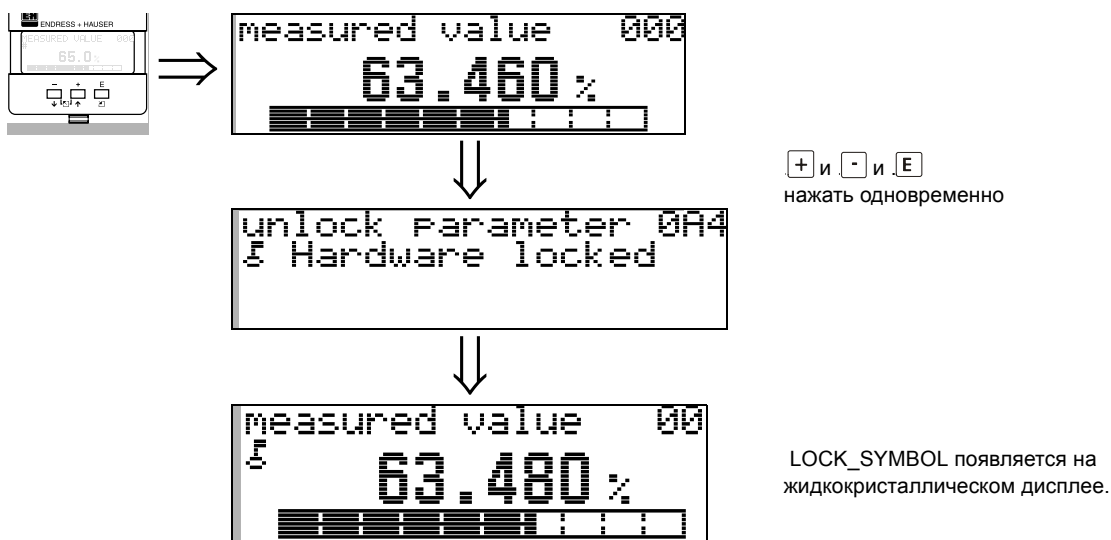 ENDRESS + HAUSER
MEASURED VALUE 000
65.0 %
- + E
measured value 000
63.460 %
+ и - и E
нажать одновременно
unlock parameter 0A4
Hardware locked
measured value 00
63.480 %
LOCK_SYMBOL появляется на
жидкокристаллическом дисплее.